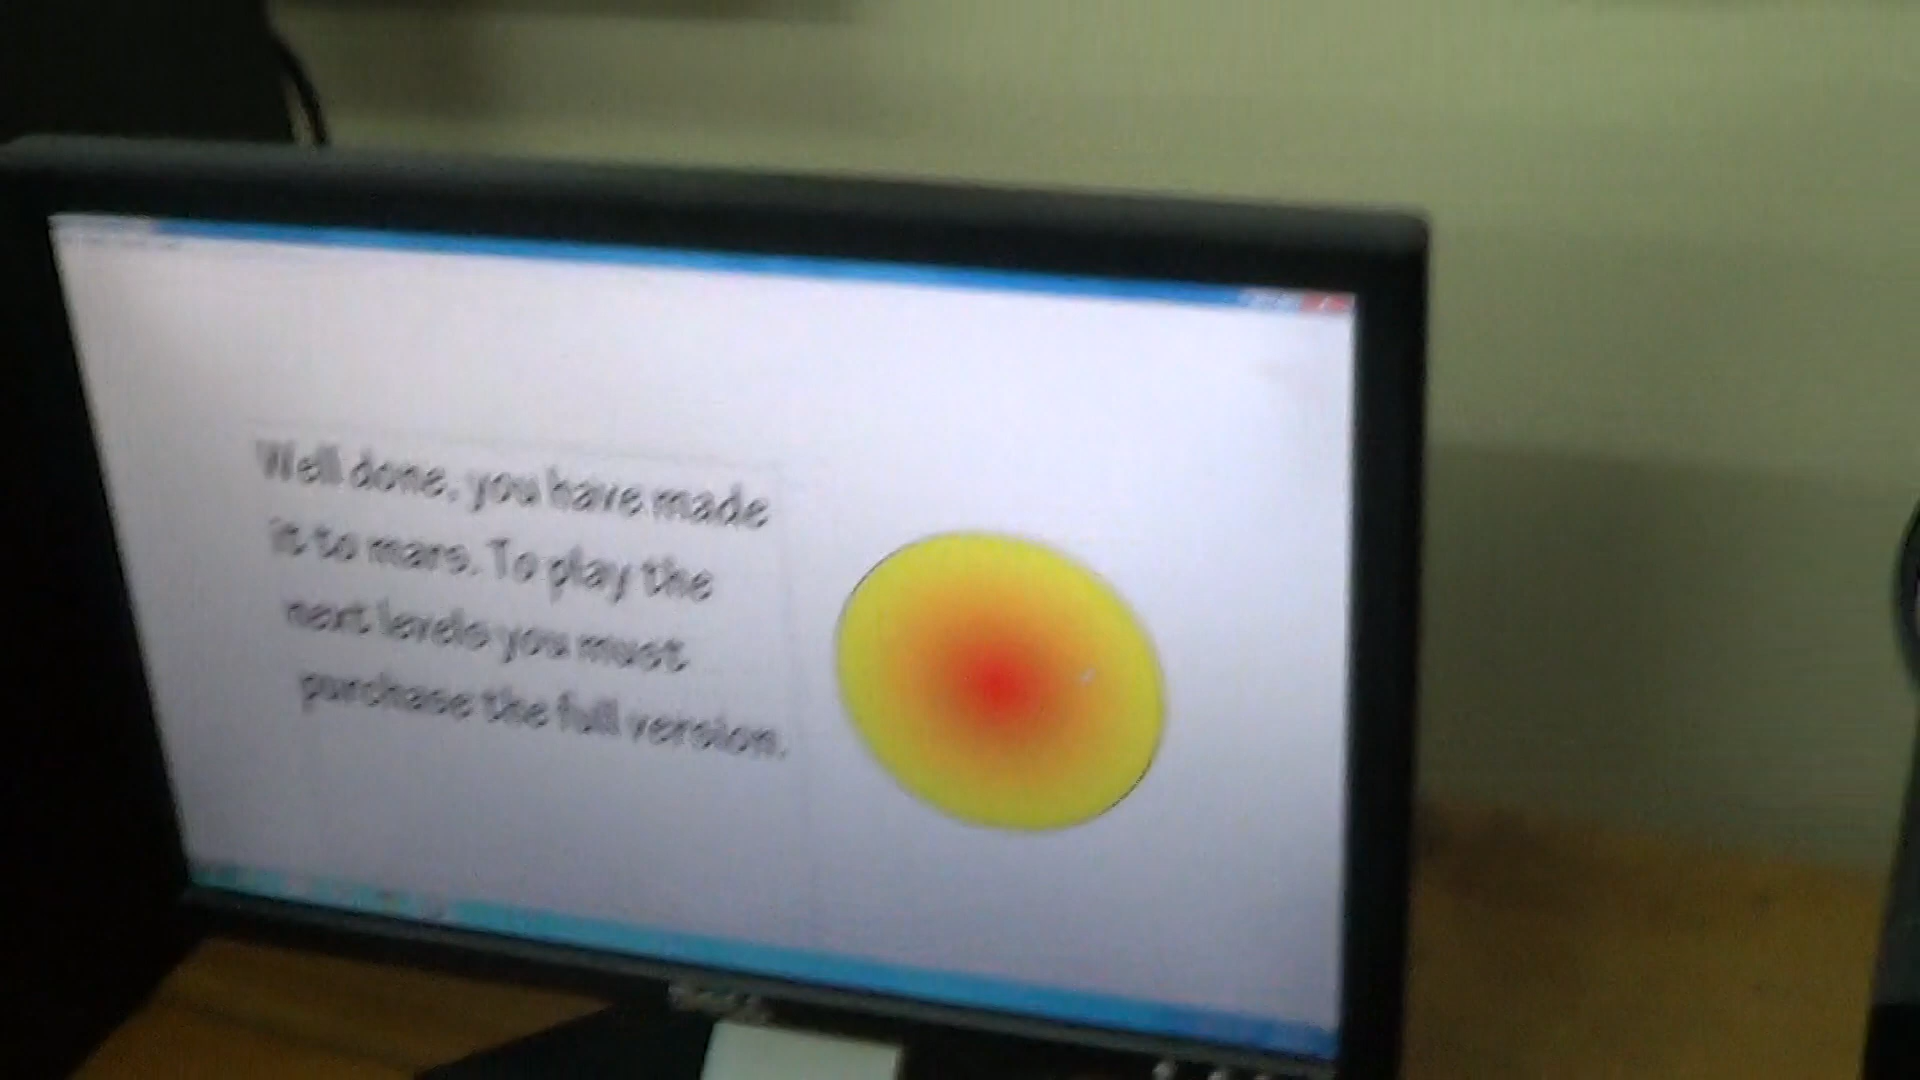 Well done, you have made
it to mars. To play the
next levels you must
purchase the full version.